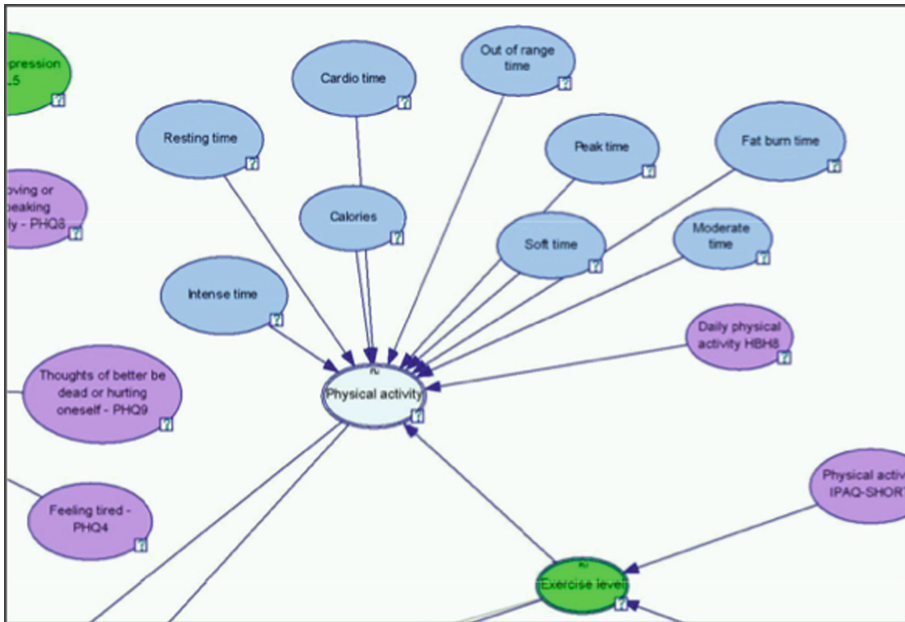 pression
Out of range
time
Cardio time
Resting time
Peak time
Fat burn time
oving or
peaking
ly - PHQ8
Calories
Soft time
Moderate
time
Intense time
Daily physical
activity HBH8
Thoughts of better be
dead or hurting
oneself - PHQ9
Physical activity
Feeling tired -
PHQ4
Physical activ
IPAQ-SHORT
Exercise level